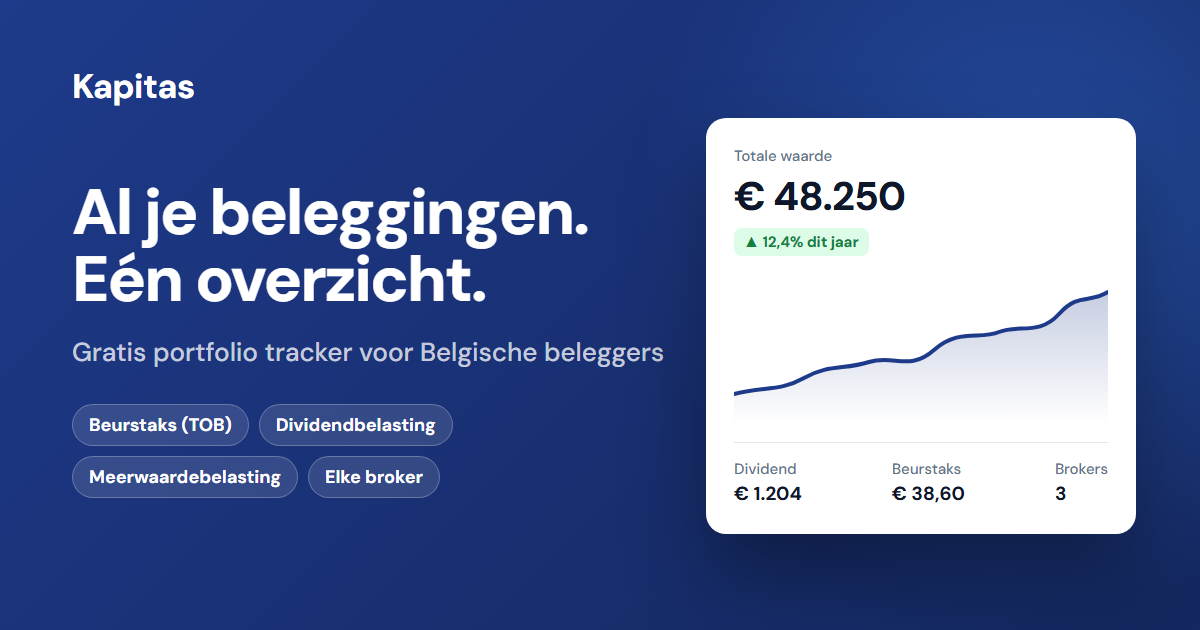 Kapitas
Al je beleggingen.
Eén overzicht.
Gratis portfolio tracker voor Belgische beleggers
Beurstaks (TOB)
Dividendbelasting
Meerwaardebelasting
Elke broker
Totale waarde
€ 48.250
▲ 12,4% dit jaar
Dividend
€ 1.204
Beurstaks
€ 38,60
Brokers
3